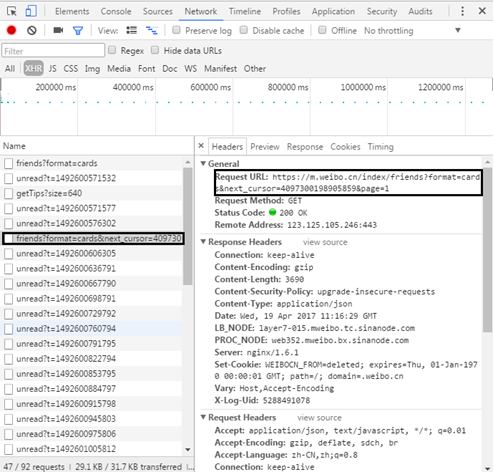 Elements Console Sources Network Timeline Profiles Application Security Audits
View: Preserve log Disable cache Offline No throttling
Filter Regex Hide data URLs
All XHR JS CSS Img Media Font Doc WS Manifest Other
200000 ms 400000 ms 600000 ms 800000 ms 1000000 ms 1200000 ms
Name
friends?format=cards
unread?t=1492600571532
getTips?size=640
unread?t=1492600571577
unread?t=1492600576302
friends?format=cards&next_cursor=409730
unread?t=1492600606305
unread?t=1492600636791
unread?t=1492600667790
unread?t=1492600698791
unread?t=1492600729792
unread?t=1492600760794
unread?t=1492600791795
unread?t=1492600822794
unread?t=1492600853795
unread?t=1492600884797
unread?t=1492600915798
unread?t=1492600945803
unread?t=1492600975806
unread?t=1492601005812
47 / 92 requests | 29.1 KB / 31.7 KB transferred | ...
× Headers Preview Response Cookies Timing
General
Request URL: https://m.weibo.cn/index/friends?format=card
s&next_cursor=4097300198905859&page=1
Request Method: GET
Status Code: 200 OK
Remote Address: 123.125.105.246:443
Response Headers view source
Connection: keep-alive
Content-Encoding: gzip
Content-Length: 3690
Content-Security-Policy: upgrade-insecure-requests
Content-Type: application/json
Date: Wed, 19 Apr 2017 11:16:29 GMT
LB_NODE: layer7-015.mweibo.tc.sinanode.com
PROC_NODE: web352.mweibo.bx.sinanode.com
Server: nginx/1.6.1
Set-Cookie: WEIBOCN_FROM=deleted; expires=Thu, 01-Jan-197
0 00:00:01 GMT; path=/; domain=.weibo.cn
Vary: Host,Accept-Encoding
X-Log-Uid: 5288491078
Request Headers view source
Accept: application/json, text/javascript, */*; q=0.01
Accept-Encoding: gzip, deflate, sdch, br
Accept-Language: zh-CN,zh;q=0.8
Connection: keep-alive